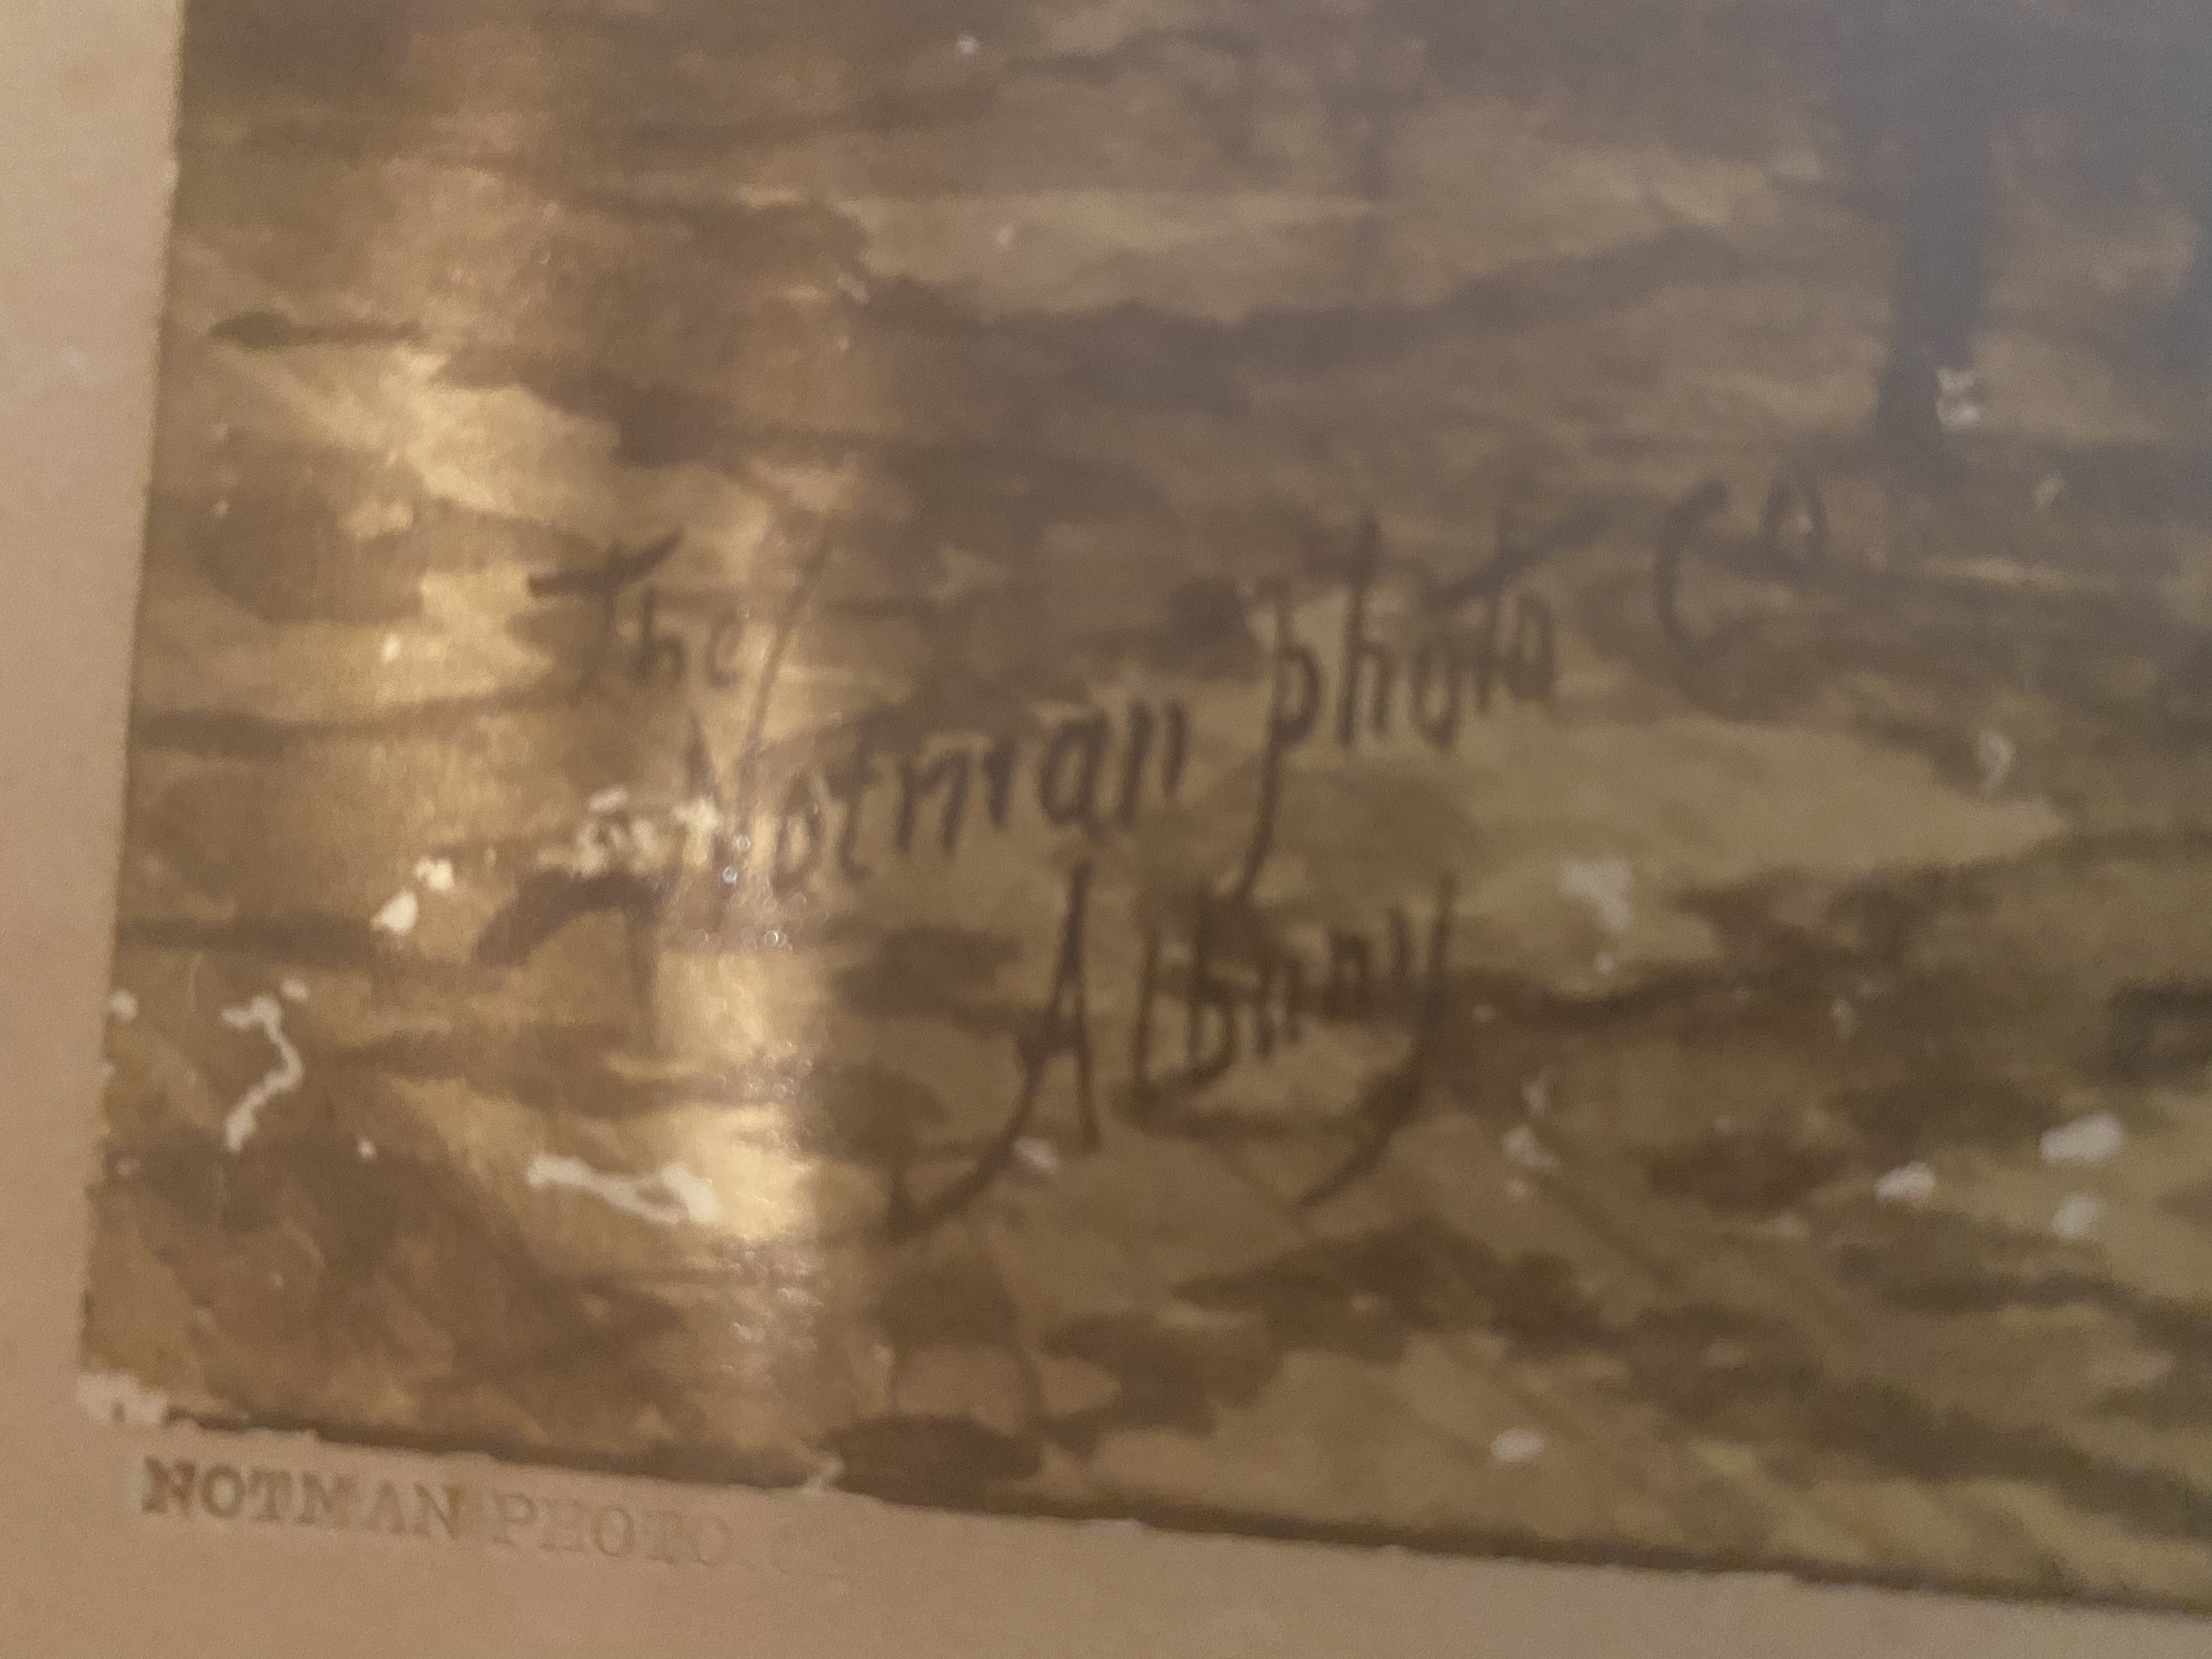 The
Notman photo Co
Albany
NOTMAN PHOTO. C